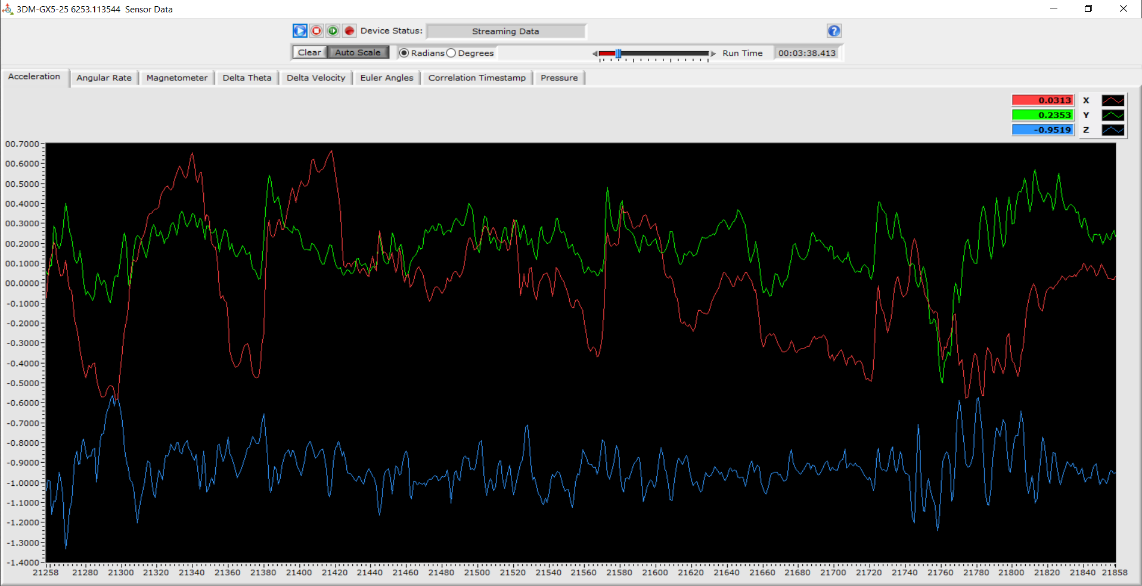 3DM-GX5-25 6253.113544 Sensor Data
Device Status: Streaming Data
Clear Auto Scale Radians Degrees Run Time 00:03:38.413
Acceleration Angular Rate Magnetometer Delta Theta Delta Velocity Euler Angles Correlation Timestamp Pressure
0.0313 X
0.2353 Y
-0.9519 Z
00.7000
00.6000
00.5000
00.4000
00.3000
00.2000
00.1000
00.0000
-0.1000
-0.2000
-0.3000
-0.4000
-0.5000
-0.6000
-0.7000
-0.8000
-0.9000
-1.0000
-1.1000
-1.2000
-1.3000
-1.4000
21258 21280 21300 21320 21340 21360 21380 21400 21420 21440 21460 21480 21500 21520 21540 21560 21580 21600 21620 21640 21660 21680 21700 21720 21740 21760 21780 21800 21820 21840 21858